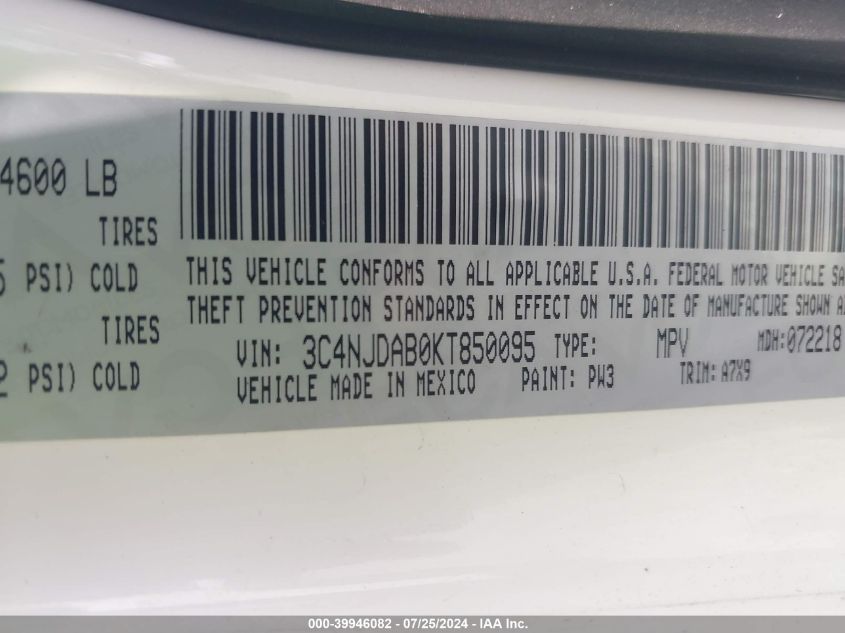 4600 LB
TIRES
PSI) COLD
TIRES
PSI) COLD
THIS VEHICLE CONFORMS TO ALL APPLICABLE U.S.A. FEDERAL MOTOR VEHICLE SA
THEFT PREVENTION STANDARDS IN EFFECT ON THE DATE OF MANUFACTURE SHOWN A
VIN: 3C4NJDAB0KT850095 TYPE: MPV MDH:072218
VEHICLE MADE IN MEXICO PAINT: PW3 TRIM: A7X9
000-39946082 - 07/25/2024 - IAA Inc.